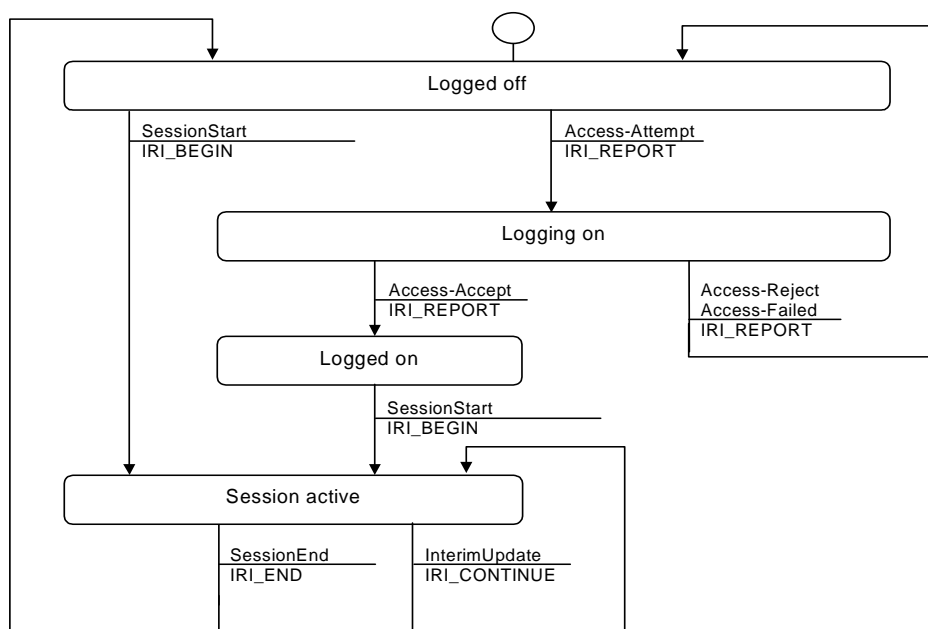 Logged off
SessionStart
IRI_BEGIN
Access-Attempt
IRI_REPORT
Logging on
Access-Accept
IRI_REPORT
Access-Reject
Access-Failed
IRI_REPORT
Logged on
SessionStart
IRI_BEGIN
Session active
SessionEnd
IRI_END
InterimUpdate
IRI_CONTINUE